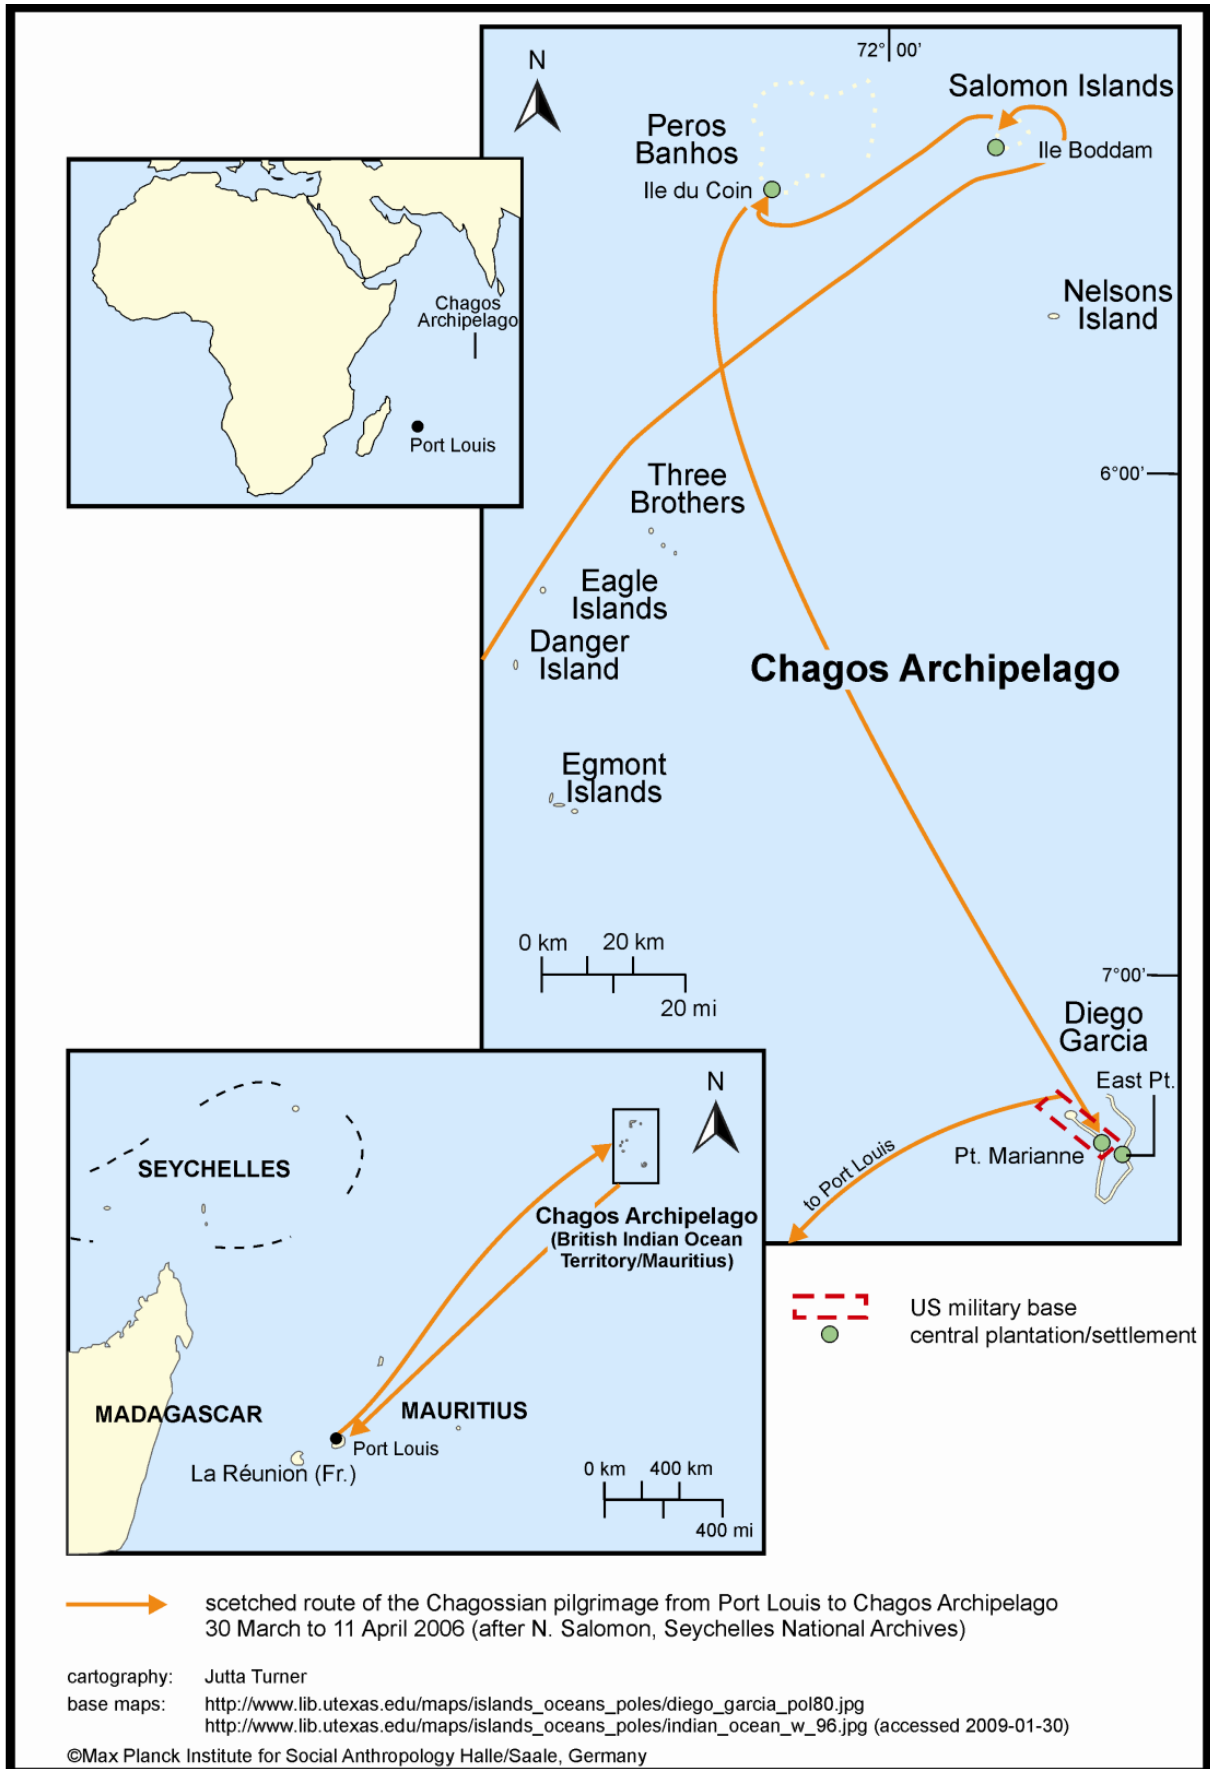 72° 00'
N
Salomon Islands
Peros
Banhos
Ile Boddam
Ile du Coin
Nelsons
Island
Chagos
Archipelago
Port Louis
6°00'
Three
Brothers
Eagle
Islands
Danger
Island
Chagos Archipelago
Egmont
Islands
0 km 20 km
20 mi
7°00'
Diego
Garcia
East Pt.
Pt. Marianne
to Port Louis
N
SEYCHELLES
Chagos Archipelago
(British Indian Ocean
Territory/Mauritius)
MADAGASCAR
MAURITIUS
Port Louis
La Réunion (Fr.)
0 km 400 km
400 mi
US military base
central plantation/settlement
scetched route of the Chagossian pilgrimage from Port Louis to Chagos Archipelago
30 March to 11 April 2006 (after N. Salomon, Seychelles National Archives)
cartography: Jutta Turner
base maps: http://www.lib.utexas.edu/maps/islands_oceans_poles/diego_garcia_pol80.jpg
http://www.lib.utexas.edu/maps/islands_oceans_poles/indian_ocean_w_96.jpg (accessed 2009-01-30)
©Max Planck Institute for Social Anthropology Halle/Saale, Germany